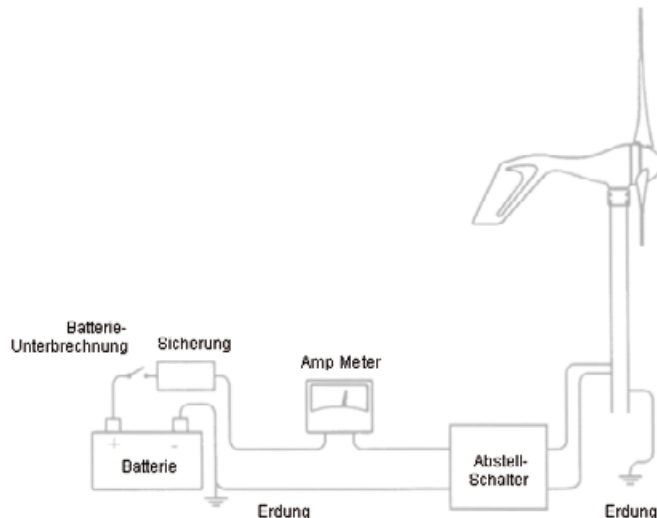 Batterie-
Unterbrechnung
Sicherung
Amp Meter
+
-
Batterie
Abstell-
Schalter
Erdung
Erdung